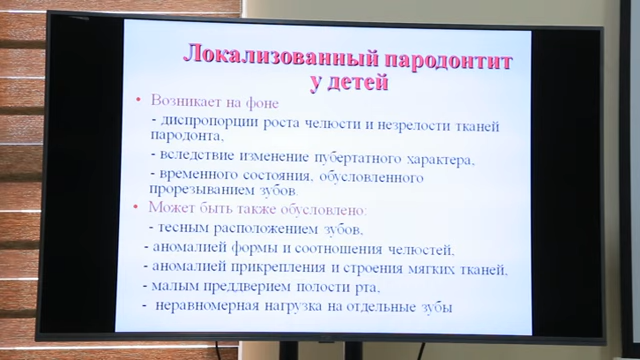 Локализованный пародонтит
у детей
• Возникает на фоне
- диспропорции роста челюсти и незрелости тканей
пародонта,
- вследствие изменение пубертатного характера,
- временного состояния, обусловленного
прорезыванием зубов.
• Может быть также обусловлено:
- тесным расположением зубов,
- аномалией формы и соотношения челюстей,
- аномалией прикрепления и строения мягких тканей,
- малым преддверием полости рта,
- неравномерная нагрузка на отдельные зубы